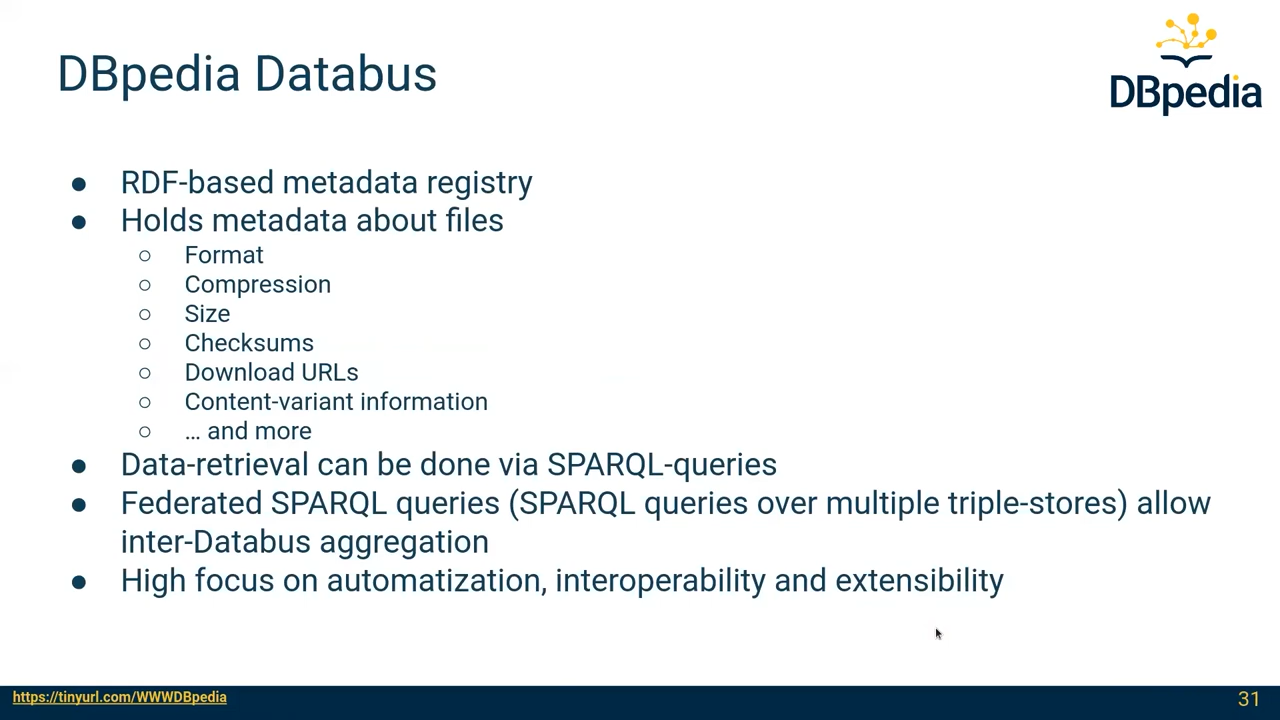 DBpedia Databus
DBpedia
● RDF-based metadata registry
● Holds metadata about files
○ Format
○ Compression
○ Size
○ Checksums
○ Download URLs
○ Content-variant information
○ … and more
● Data-retrieval can be done via SPARQL-queries
● Federated SPARQL queries (SPARQL queries over multiple triple-stores) allow
inter-Databus aggregation
● High focus on automatization, interoperability and extensibility
https://tinyurl.com/WWWDBpedia
31